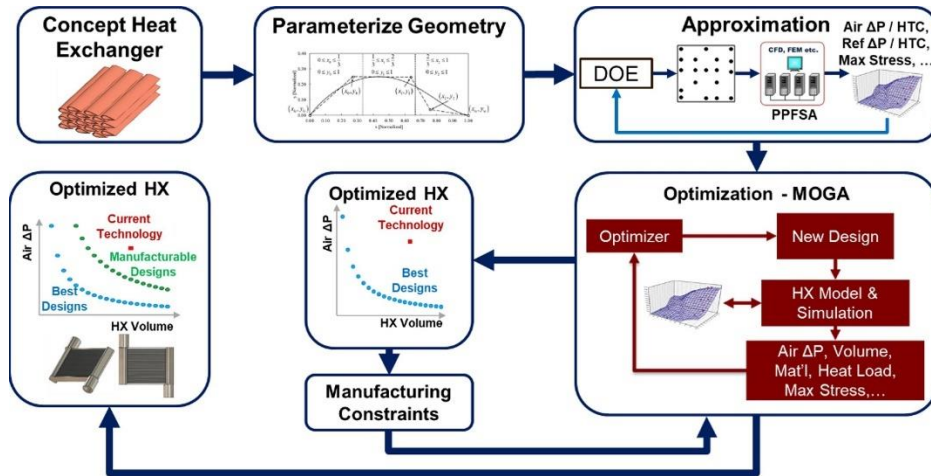 Concept Heat
Exchanger
Parameterize Geometry
Approximation
Air ΔP / HTC,
Ref ΔP / HTC,
Max Stress, ...
DOE
CFD, FEM etc.
PPFSA
Optimized HX
Air ΔP
Current
Technology
Manufacturable
Designs
Best
Designs
HX Volume
Optimized HX
Air ΔP
Current
Technology
Best
Designs
HX Volume
Manufacturing
Constraints
Optimization - MOGA
Optimizer
New Design
HX Model &
Simulation
Air ΔP, Volume,
Mat'l, Heat Load,
Max Stress,...